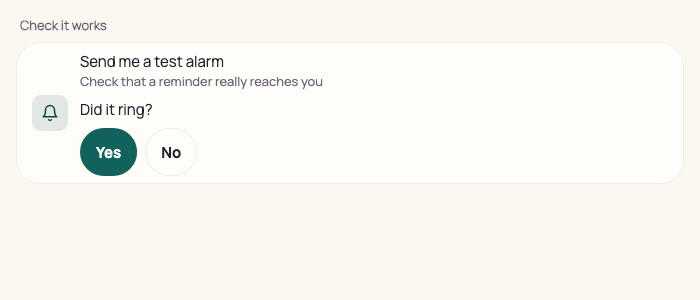 Check it works
Send me a test alarm
Check that a reminder really reaches you
Did it ring?
Yes
No